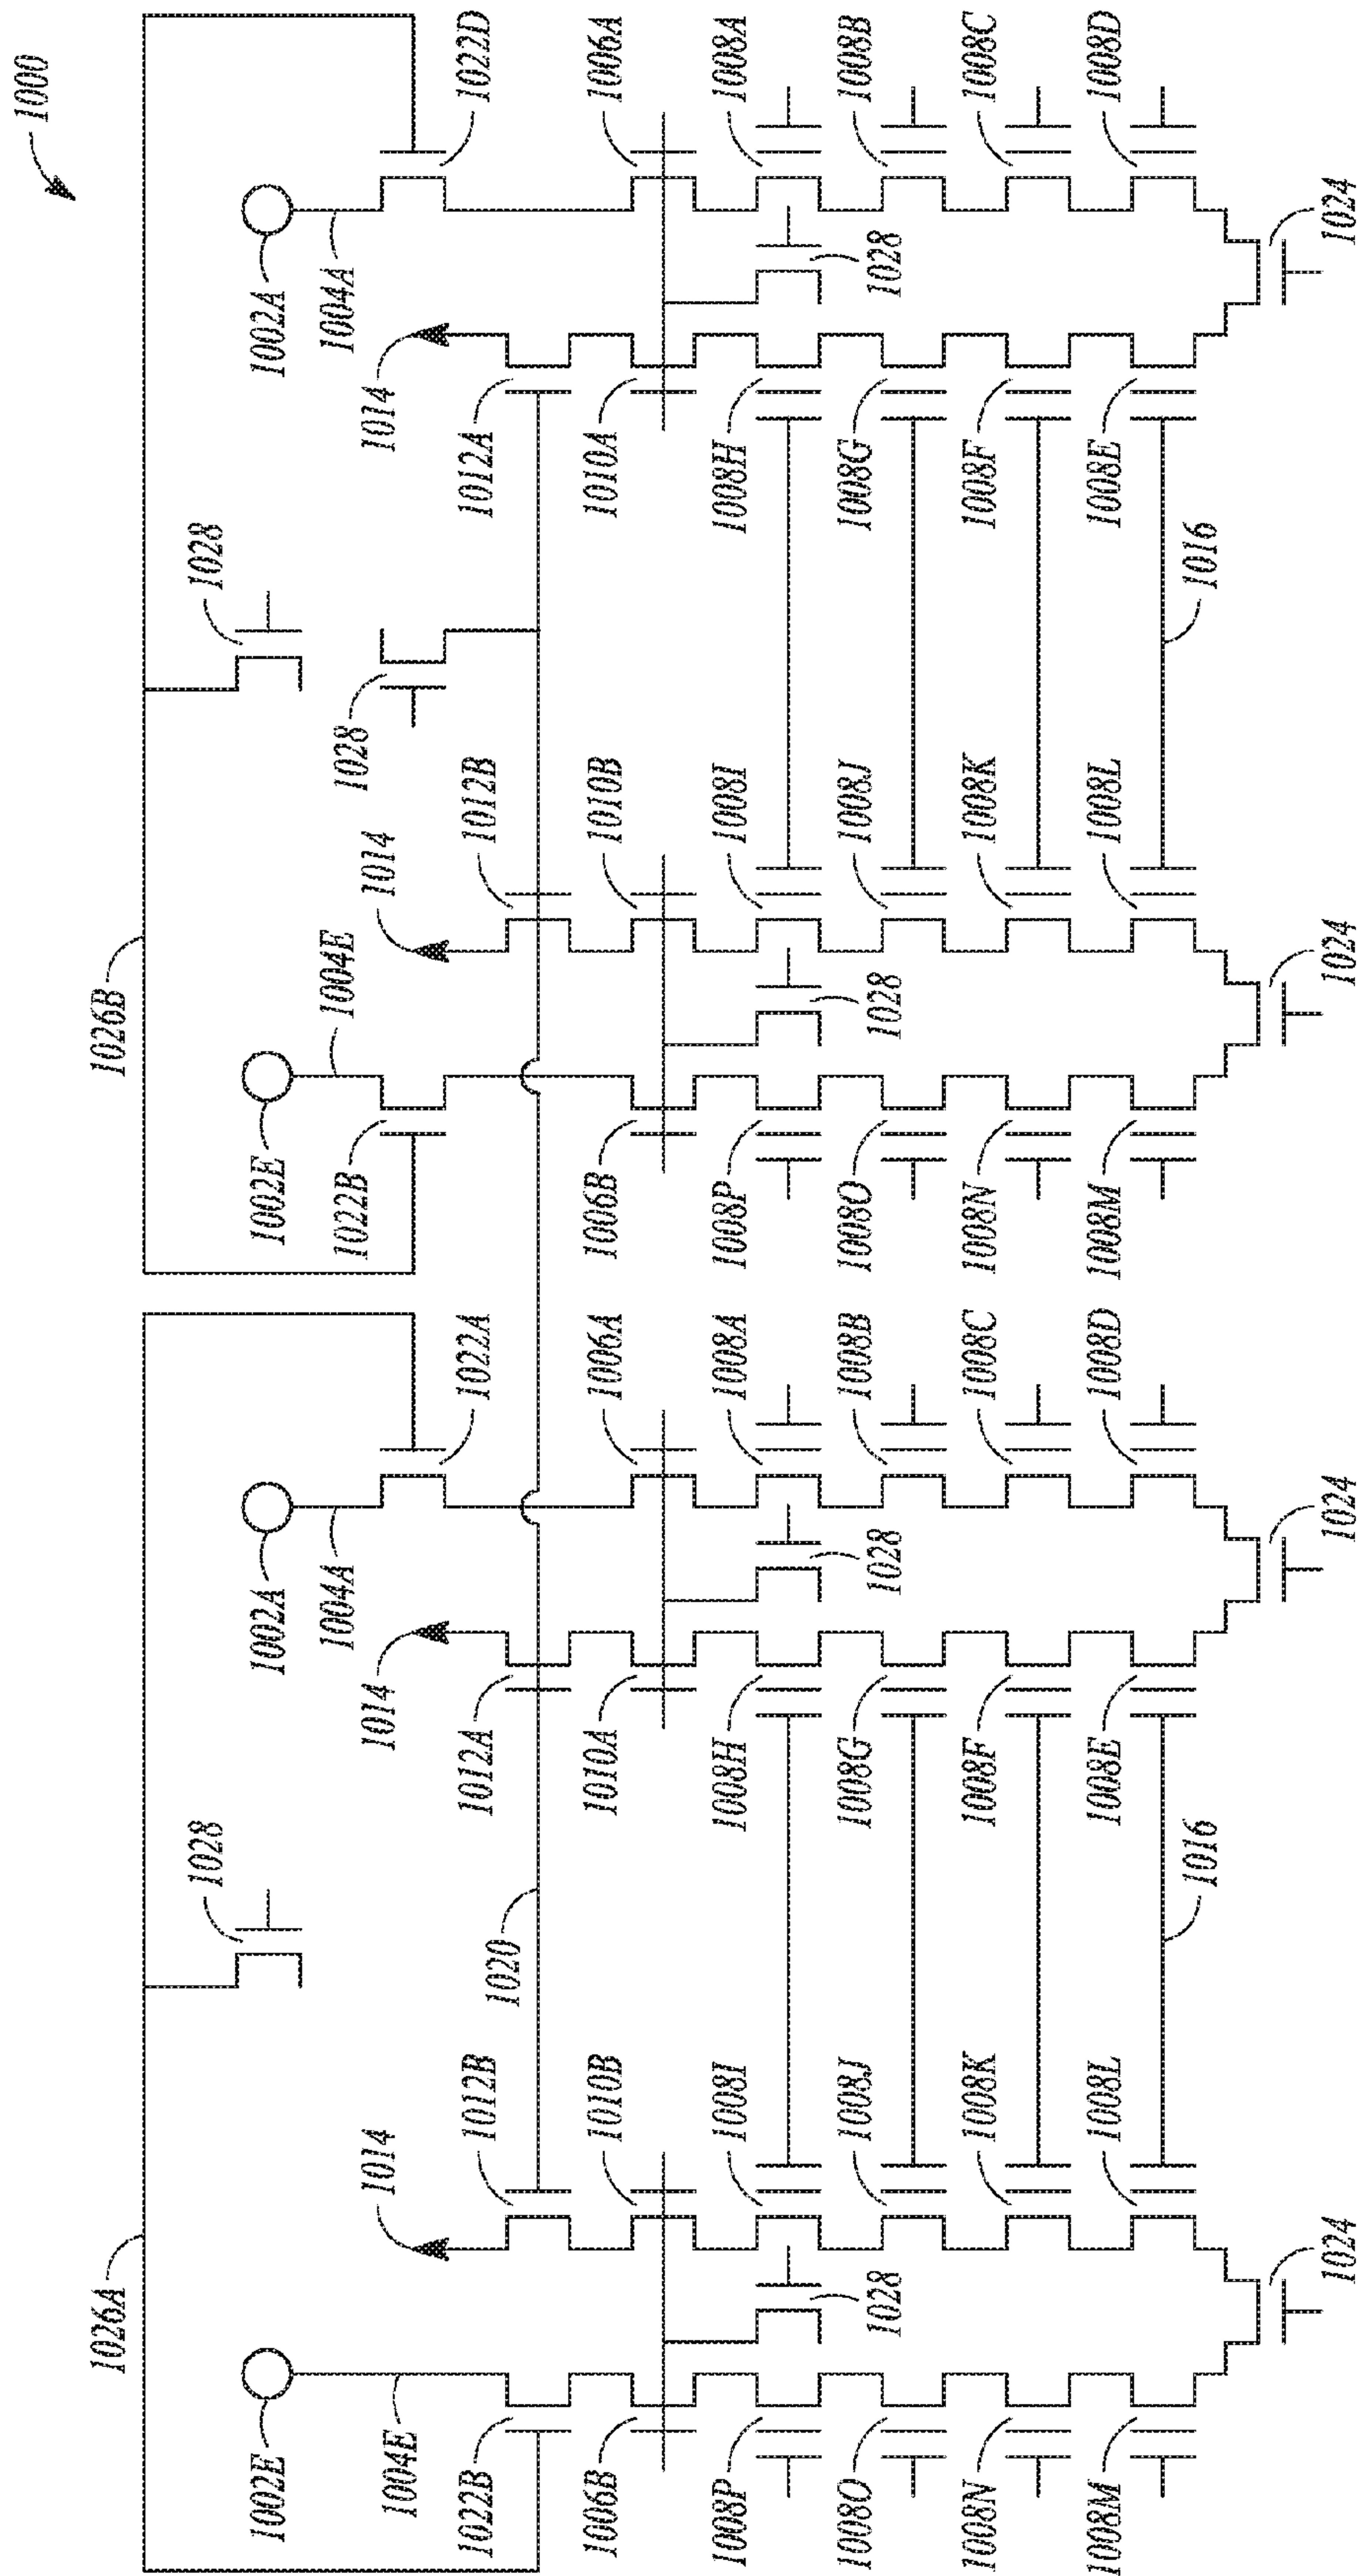 1000
1026A
1026B
1028
1028
1002E
1002A
1002E
1002A
1004E
1014
1014
1004A
1004E
1014
1014
1004A
1022B
1022A
1022B
1028
1022D
1012B
1020
1012A
1012B
1012A
1006B
1010B
1010A
1006A
1006B
1010B
1010A
1006A
1008P
1008I
1008H
1008A
1008P
1008I
1008H
1008A
1028
1028
1028
1028
1008O
1008J
1008G
1008B
1008O
1008J
1008G
1008B
1008N
1008K
1008F
1008C
1008N
1008K
1008F
1008C
1008M
1008L
1008E
1008D
1008M
1008L
1008E
1008D
1016
1016
1024
1024
1024
1024